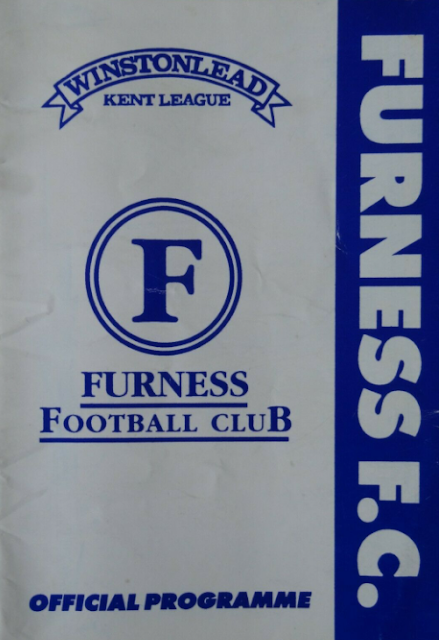 WINSTONLEAD
KENT LEAGUE
F
FURNESS
FOOTBALL CLUB
OFFICIAL PROGRAMME
FURNESS F.C.